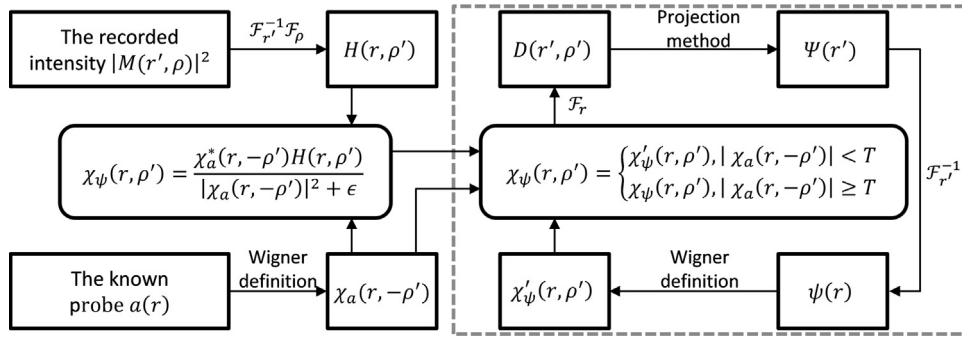 The recorded
intensity |M(r′, ρ)|²
ℱ_{r′}^{-1}ℱ_ρ
H(r, ρ′)
D(r′, ρ′)
Projection
method
Ψ(r′)
ℱ_r
χ_ψ(r, ρ′) = χ_a^*(r, −ρ′)H(r, ρ′) / |χ_a(r, −ρ′)|² + ϵ
χ_ψ(r, ρ′) = { χ′_ψ(r, ρ′), | χ_a(r, −ρ′)| < T
χ_ψ(r, ρ′), | χ_a(r, −ρ′)| ≥ T
ℱ_{r′}^{-1}
The known
probe a(r)
Wigner
definition
χ_a(r, −ρ′)
χ′_ψ(r, ρ′)
Wigner
definition
ψ(r)